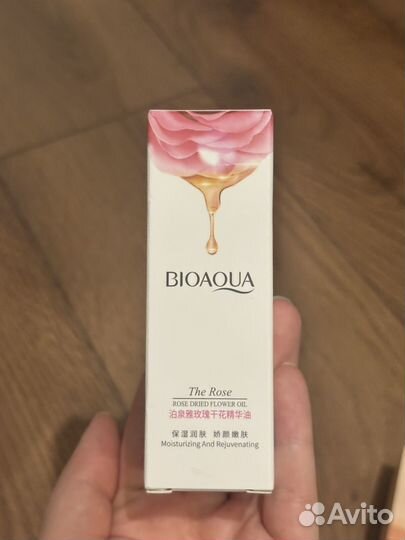 BIOAQUA
The Rose
ROSE DRIED FLOWER OIL
泊泉雅玫瑰干花精华油
保湿润肤 娇颜嫩肤
Moisturizing And Rejuvenating
Avito